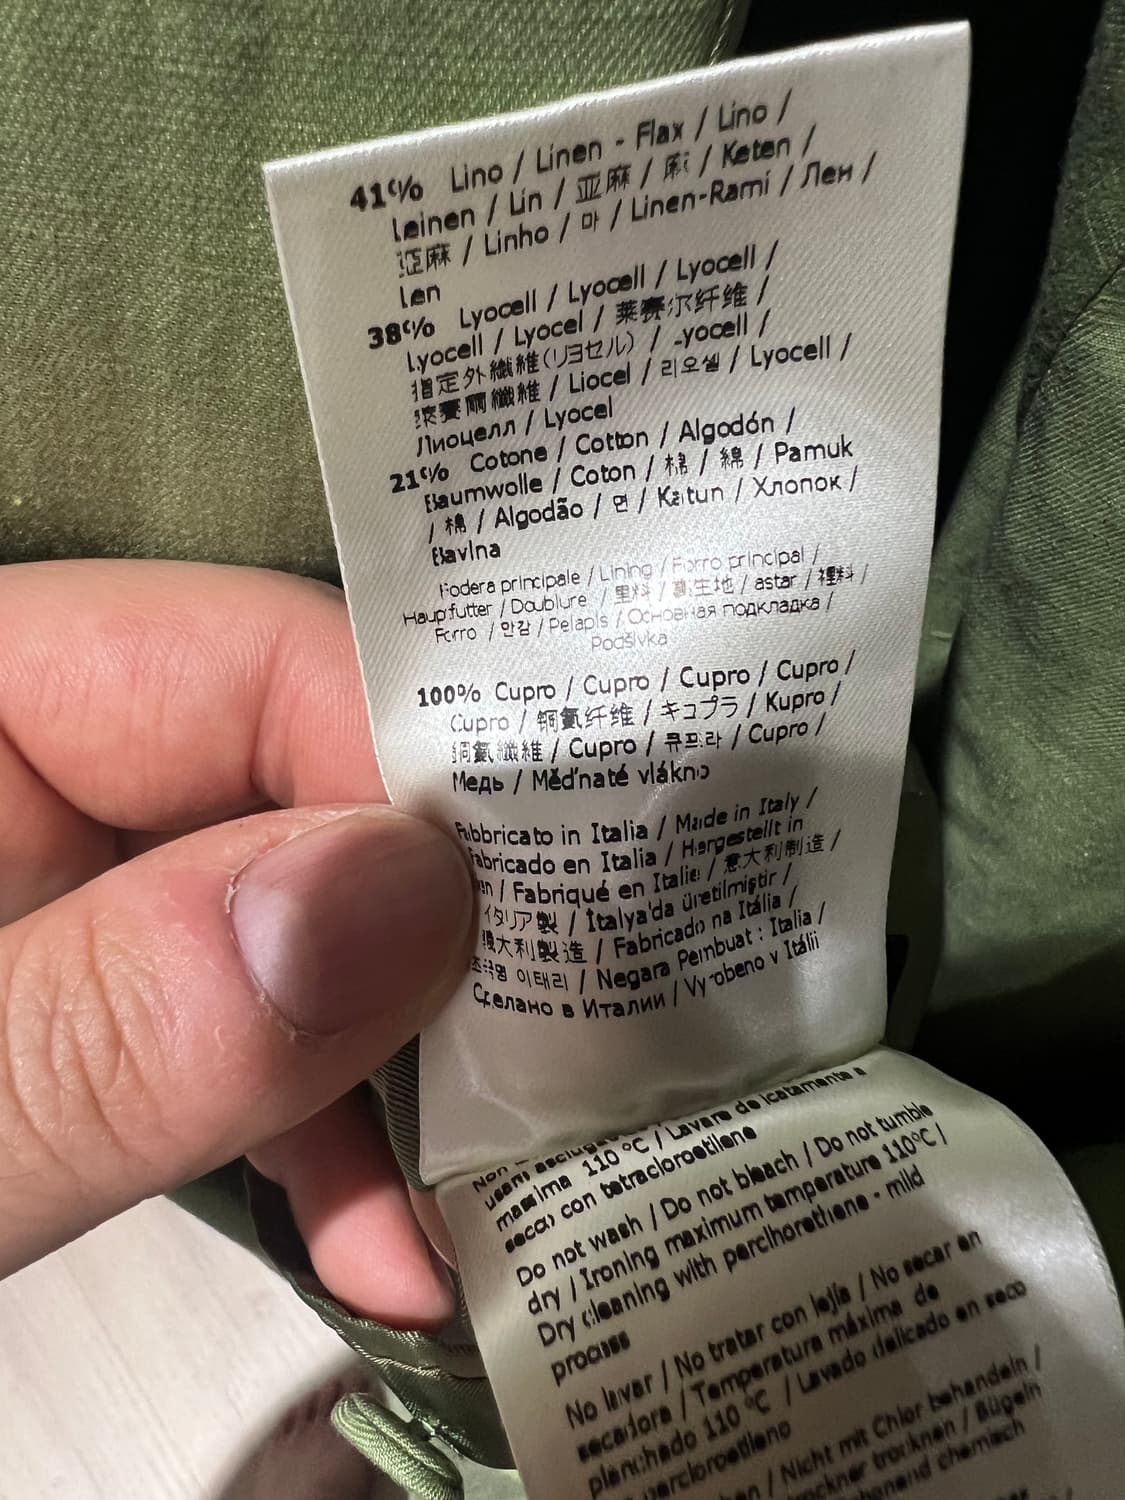 41% Lino / Linen - Flax / Lino /
Leinen / Lin / 亚麻 / 麻 / Keten /
亞麻 / Linho / 마 / Linen-Rami / Лен /
Len
38% Lyocell / Lyocell / Lyocell /
Lyocell / Lyocel / 莱赛尔纤维 /
指定外繊維(リヨセル) / Lyocell /
萊賽爾纖維 / Liocel / 리오셀 / Lyocell /
Лиоцелл / Lyocel
21% Cotone / Cotton / Algodón /
Baumwolle / Coton / 棉 / 綿 / Pamuk
/ 棉 / Algodão / 면 / Katun / Хлопок /
Bavlna
Fodera principale / Lining / Forro principal /
Hauptfutter / Doublure / 里料 / 裏生地 / astar / 裡料 /
Forro / 안감 / Pelapis / Основная подкладка /
Podšívka
100% Cupro / Cupro / Cupro / Cupro /
Cupro / 铜氨纤维 / キュプラ / Kupro /
銅氨纖維 / Cupro / 큐프라 / Cupro /
Медь / Měďnaté vlákno
Fabbricato in Italia / Made in Italy /
Fabricado en Italia / Hergestellt in
/ Fabriqué en Italie / 意大利制造 /
イタリア製 / İtalya'da üretilmiştir /
義大利製造 / Fabricado na Itália /
이태리 / Negara Pembuat : Italia /
Сделано в Италии / Vyrobeno v Itálii
Non
massima 110 °C / Lavare delicatamente a
secco con tetracloroetilene
Do not wash / Do not bleach / Do not tumble
dry / Ironing maximum temperature 110°C /
Dry cleaning with perclhorethene - mild
process
No lavar / No tratar con lejía / No secar en
secadora / Temperatura máxima de
planchado 110 °C / Lavado delicado en seco
percloroetileno
/ Nicht mit Chlor behandeln /
trockner trocknen / Bügeln
chemisch